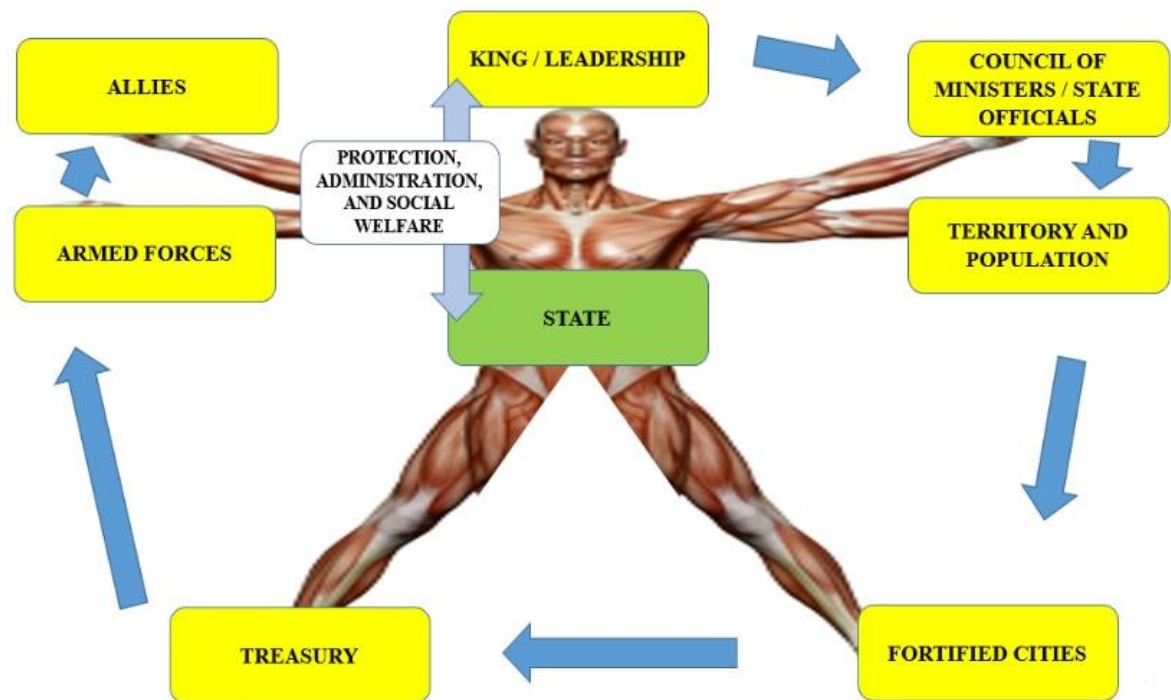 KING / LEADERSHIP
ALLIES
COUNCIL OF
MINISTERS / STATE
OFFICIALS
PROTECTION,
ADMINISTRATION,
AND SOCIAL
WELFARE
ARMED FORCES
TERRITORY AND
POPULATION
STATE
TREASURY
FORTIFIED CITIES